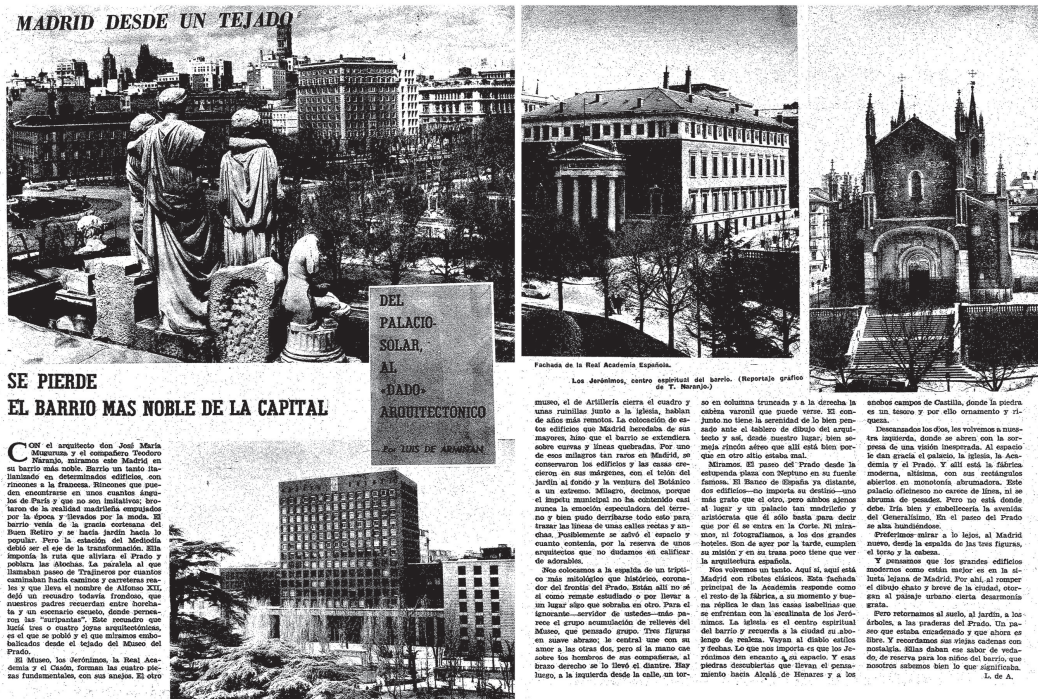 MADRID DESDE UN TEJADO
DEL
PALACIO-
SOLAR,
AL
«DADO»
ARQUITECTONICO
Por LUIS DE ARMIÑAN
SE PIERDE
EL BARRIO MAS NOBLE DE LA CAPITAL
CON el arquitecto don José María
Muguruza y el compañero Teodoro
Naranjo, miramos este Madrid en
su barrio más noble. Barrio un tanto ita-
lianizado en determinados edificios, con
rincones a la francesa. Rincones que pue-
den encontrarse en unos cuantos ángu-
los de París y que no son imitativos; bro-
taron de la realidad madrileña empujados
por la época y llevados por la moda. El
barrio venía de la gracia cortesana del
Buen Retiro y se hacía jardín hacia lo
popular. Pero la estación del Mediodía
debió ser el eje de la transformación. Ella
imponía la ruta que aliviara el Prado y
poblara las Atochas. La paralela al que
llamaban paseo de Trajineros por cuantos
caminaban hacia caminos y carreteras rea-
les y que lleva el nombre de Alfonso XII,
dejó un recuadro todavía frondoso, que
nuestros padres recuerdan entre horcha-
ta y un escenario escueto, donde pernea-
ron las "suripantas". Este recuadro que
lucía tres o cuatro joyas arquitectónicas,
es el que se pobló y el que miramos embo-
balicados desde el tejado del Museo del
Prado.
El Museo, los Jerónimos, la Real Aca-
demia y el Casón, forman las cuatro pie-
zas fundamentales, con sus anejos. El otro
Fachada de la Real Academia Española.
Los Jerónimos, centro espiritual del barrio. (Reportaje gráfico
de T. Naranjo.)
museo, el de Artillería cierra el cuadro y
unas ruinillas junto a la iglesia, hablan
de años más remotos. La colocación de es-
tos edificios que Madrid heredaba de sus
mayores, hizo que el barrio se extendiera
sobre curvas y líneas quebradas. Por uno
de esos milagros tan raros en Madrid, se
conservaron los edificios y las casas cre-
cieron, en sus márgenes, con el telón del
jardín al fondo y la ventura del Botánico
a un extremo. Milagro, decimos, porque
el ímpetu municipal no ha contenido casi
nunca la emoción especuladora del terre-
no y bien pudo derribarse todo esto para
trazar las líneas de unas calles rectas y an-
chas. Posiblemente se salvó el espacio y
cuanto contenía, por la reserva de unos
arquitectos que no dudamos en calificar
de adorables.
Nos colocamos a la espalda de un trípti-
co más mitológico que histórico, corona-
dor del frontis del Prado. Están allí no sé
si como remate estudiado o por llevar a
un lugar algo que sobraba en otro. Para el
ignorante—servidor de ustedes—más pa-
rece el grupo acumulación de relieves del
Museo, que pensado grupo. Tres figuras
en suave abrazo; le central une con su
amor a las otras dos, pero si la mano cae
sobre los hombros de sus compañeras, al
brazo derecho se lo llevó el diantre. Hay
luego, a la izquierda desde la calle, un tor-
so en columna truncada y a la derecha la
cabeza varonil que puede verse. El con-
junto no tiene la serenidad de lo bien pen-
sado ante el tablero de dibujo del arqui-
tecto y así, desde nuestro lugar, bien se-
meja rincón aéreo que allí está bien por-
que en otro sitio estaba mal.
Miramos. El paseo del Prado desde la
estupenda plaza con Neptuno en su fuente
famosa. El Banco de España ya distante,
dos edificios—no importa su destino—uno
más grato que el otro, pero ambos ajenos
al lugar y un palacio tan madrileño y
aristócrata que él sólo basta para decir
que por él se entra en la Corte. Ni mira-
mos, ni fotografiamos, a los dos grandes
hoteles. Son de ayer por la tarde, cumplen
su misión y en su traza poco tiene que ver
la arquitectura española.
Nos volvemos un tanto. Aquí sí, aquí está
Madrid con ribetes clásicos. Esta fachada
principal de la Academia responde como
el resto de la fábrica, a su momento y bue-
na réplica le dan las casas isabelinas que
se enfrentan con la escalinata de los Jeró-
nimos. La iglesia es el centro espiritual
del barrio y recuerda a la ciudad su abo-
lengo de realeza. Vayan al diablo estilos
y fechas. Lo que nos importa es que los Je-
rónimos den encanto a su espacio. Y esas
piedras descubiertas que llevan el pensa-
miento hacia Alcalá de Henares y a los
anchos campos de Castilla, donde la piedra
es un tesoro y por ello ornamento y ri-
queza.
Descansados los ojos, les volvemos a nues-
tra izquierda, donde se abren con la sor-
presa de una visión inesperada. Al espacio
le dan gracia el palacio, la iglesia, la Aca-
demia y el Prado. Y allí está la fábrica
moderna, altísima, con sus rectángulos
abiertos en monotonía abrumadora. Este
palacio oficinesco no carece de línea, ni se
abruma de pesadez. Pero no está donde
debe. Iría bien y embellecería la avenida
del Generalísimo. En el paseo del Prado
se alza hundiéndose.
Preferimos mirar a lo lejos, al Madrid
nuevo, desde la espalda de las tres figuras,
el torso y la cabeza.
Y pensamos que los grandes edificios
modernos como están mejor es en la si-
lueta lejana de Madrid. Por ahí, al romper
el dibujo chato y breve de la ciudad, otor-
gan al paisaje urbano cierta desarmonía
grata.
Pero retornamos al suelo, al jardín, a los
árboles, a las praderas del Prado. Un pa-
seo que estaba encadenado y que ahora es
libre. Y recordamos sus viejas cadenas con
nostalgia. Ellas daban ese sabor de veda-
do, de reserva para los niños del barrio, que
nosotros sabemos bien lo que significaba.
L. de A.